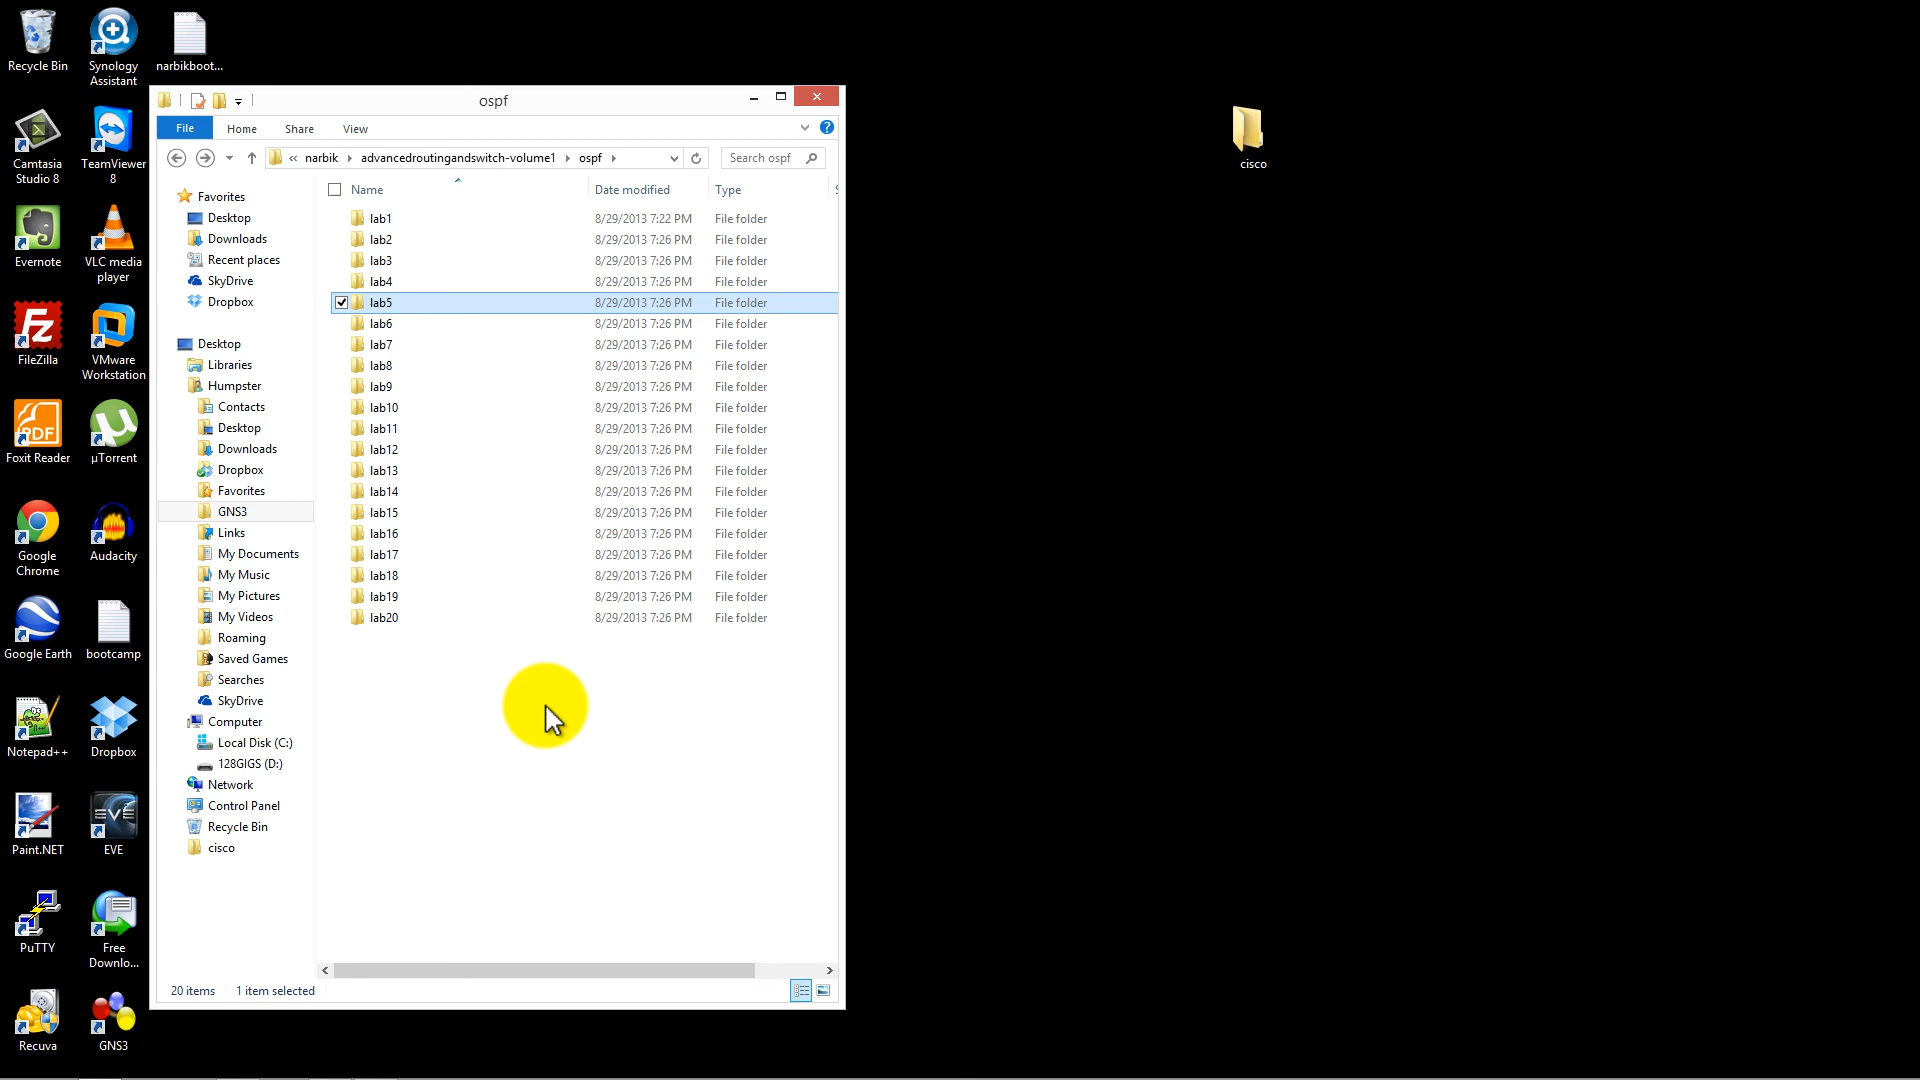 Recycle Bin
Synology
Assistant
narbikboot...
Camtasia
Studio 8
TeamViewer
8
Evernote
VLC media
player
FileZilla
VMware
Workstation
PDF
Foxit Reader
µTorrent
Google
Chrome
Audacity
Google Earth
bootcamp
Notepad++
Dropbox
Paint.NET
EVE
EVE
PuTTY
Free
Downlo...
Recuva
GNS3
ospf
File
Home
Share
View
« narbik
advancedroutingandswitch-volume1
ospf
Search ospf
Favorites
Desktop
Downloads
Recent places
SkyDrive
Dropbox
Desktop
Libraries
Humpster
Contacts
Desktop
Downloads
Dropbox
Favorites
GNS3
Links
My Documents
My Music
My Pictures
My Videos
Roaming
Saved Games
Searches
SkyDrive
Computer
Local Disk (C:)
128GIGS (D:)
Network
Control Panel
Recycle Bin
cisco
Name Date modified Type
lab1 8/29/2013 7:22 PM File folder
lab2 8/29/2013 7:26 PM File folder
lab3 8/29/2013 7:26 PM File folder
lab4 8/29/2013 7:26 PM File folder
lab5 8/29/2013 7:26 PM File folder
lab6 8/29/2013 7:26 PM File folder
lab7 8/29/2013 7:26 PM File folder
lab8 8/29/2013 7:26 PM File folder
lab9 8/29/2013 7:26 PM File folder
lab10 8/29/2013 7:26 PM File folder
lab11 8/29/2013 7:26 PM File folder
lab12 8/29/2013 7:26 PM File folder
lab13 8/29/2013 7:26 PM File folder
lab14 8/29/2013 7:26 PM File folder
lab15 8/29/2013 7:26 PM File folder
lab16 8/29/2013 7:26 PM File folder
lab17 8/29/2013 7:26 PM File folder
lab18 8/29/2013 7:26 PM File folder
lab19 8/29/2013 7:26 PM File folder
lab20 8/29/2013 7:26 PM File folder
20 items 1 item selected
cisco